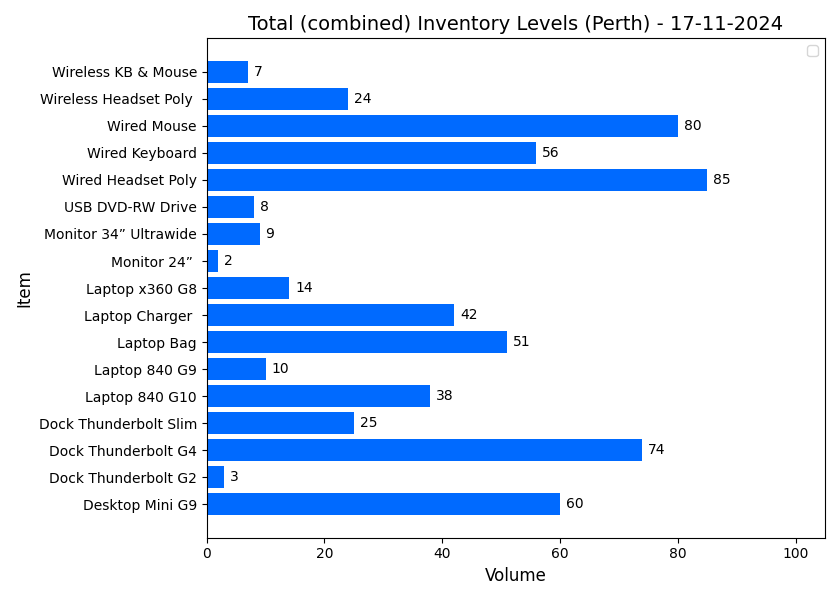 Total (combined) Inventory Levels (Perth) - 17-11-2024
Wireless KB & Mouse 7
Wireless Headset Poly 24
Wired Mouse 80
Wired Keyboard 56
Wired Headset Poly 85
USB DVD-RW Drive 8
Monitor 34” Ultrawide 9
Monitor 24” 2
Laptop x360 G8 14
Laptop Charger 42
Laptop Bag 51
Laptop 840 G9 10
Laptop 840 G10 38
Dock Thunderbolt Slim 25
Dock Thunderbolt G4 74
Dock Thunderbolt G2 3
Desktop Mini G9 60
Item
0 20 40 60 80 100
Volume